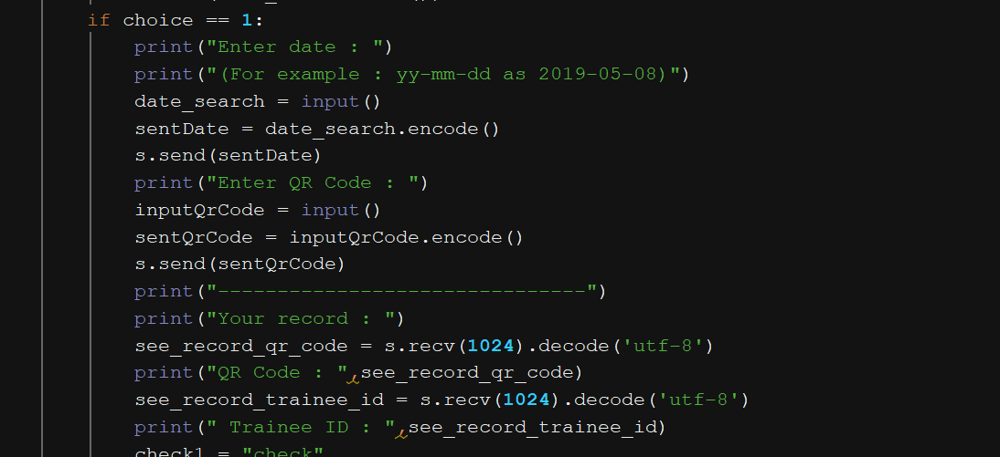 if choice == 1:
print("Enter date : ")
print("(For example : yy-mm-dd as 2019-05-08)")
date_search = input()
sentDate = date_search.encode()
s.send(sentDate)
print("Enter QR Code : ")
inputQrCode = input()
sentQrCode = inputQrCode.encode()
s.send(sentQrCode)
print("-------------------------------")
print("Your record : ")
see_record_qr_code = s.recv(1024).decode('utf-8')
print("QR Code : ",see_record_qr_code)
see_record_trainee_id = s.recv(1024).decode('utf-8')
print(" Trainee ID : ",see_record_trainee_id)
check1 = "check"